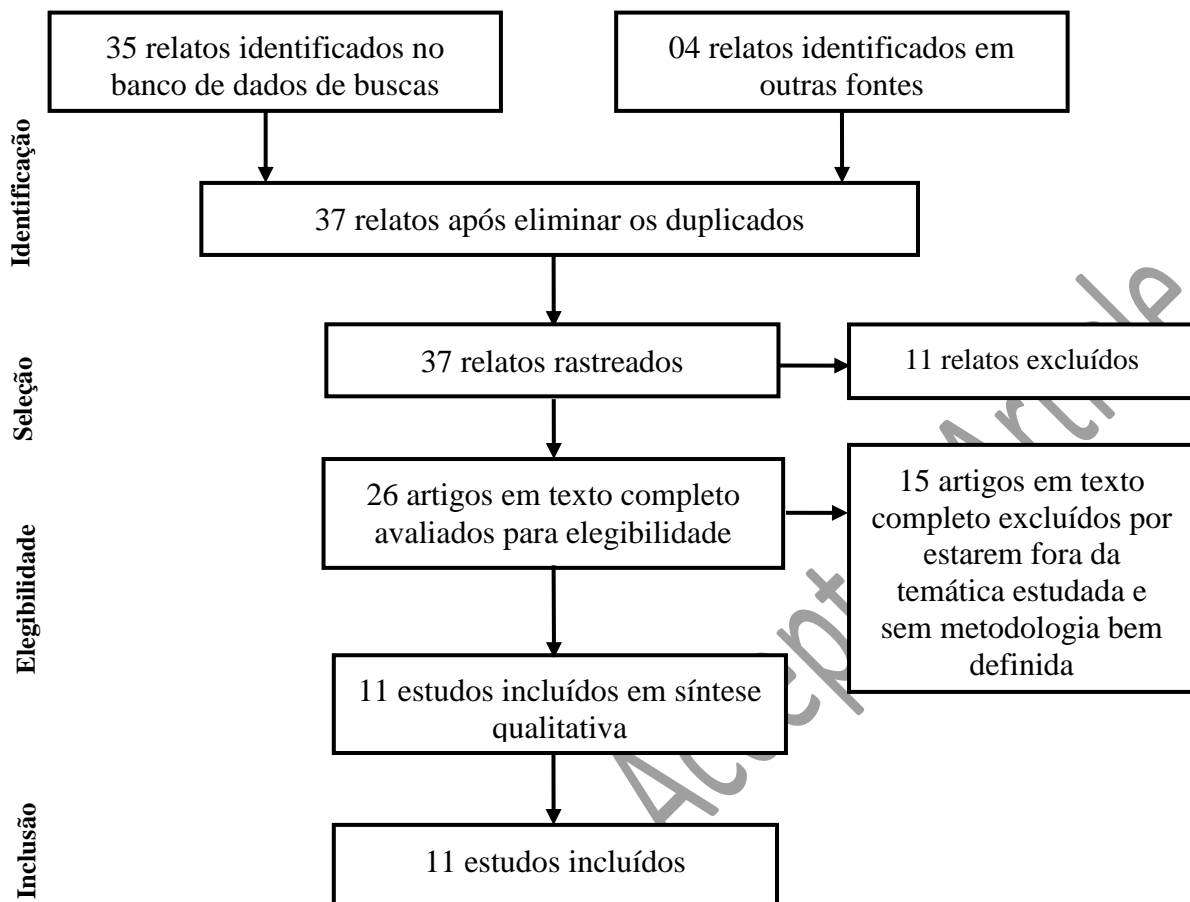 35 relatos identificados no
banco de dados de buscas
04 relatos identificados em
outras fontes
Identificação
37 relatos após eliminar os duplicados
Seleção
37 relatos rastreados
11 relatos excluídos
Elegibilidade
26 artigos em texto completo
avaliados para elegibilidade
15 artigos em texto
completo excluídos por
estarem fora da
temática estudada e
sem metodologia bem
definida
11 estudos incluídos em síntese
qualitativa
Inclusão
11 estudos incluídos